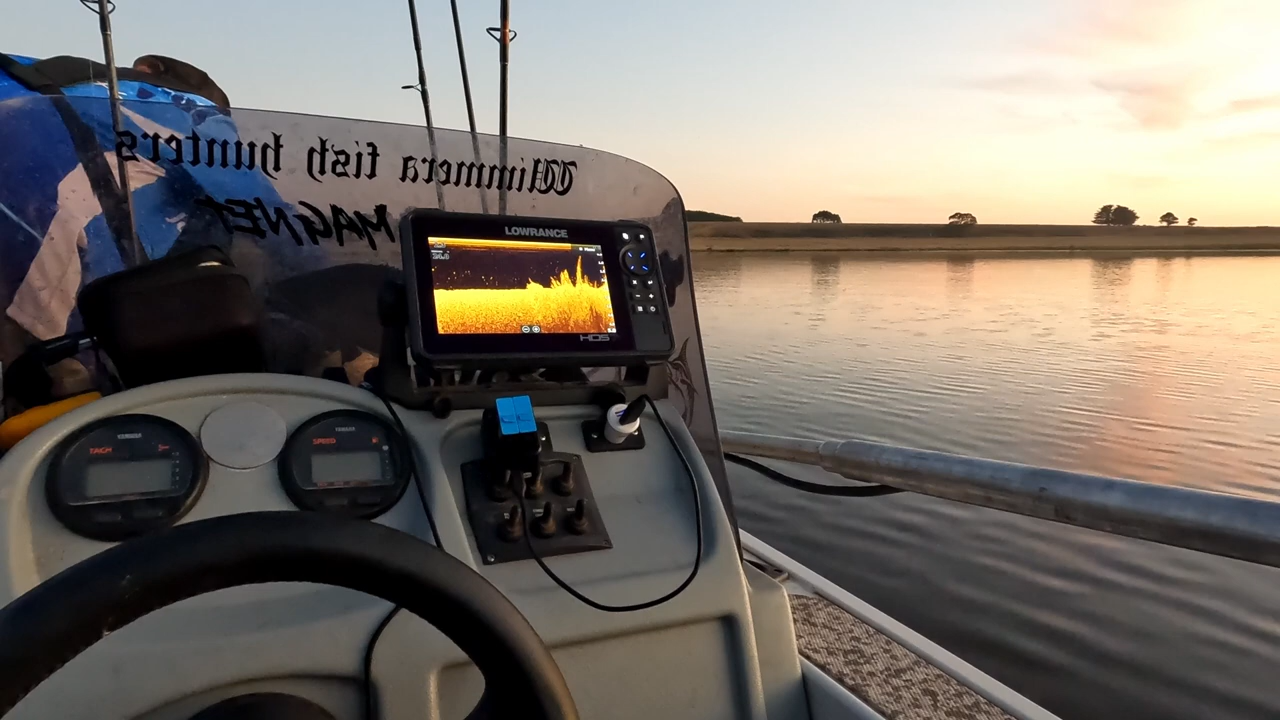 Wimmera fish hunters
MAGNET
LOWRANCE
HDS
TACH
SPEED